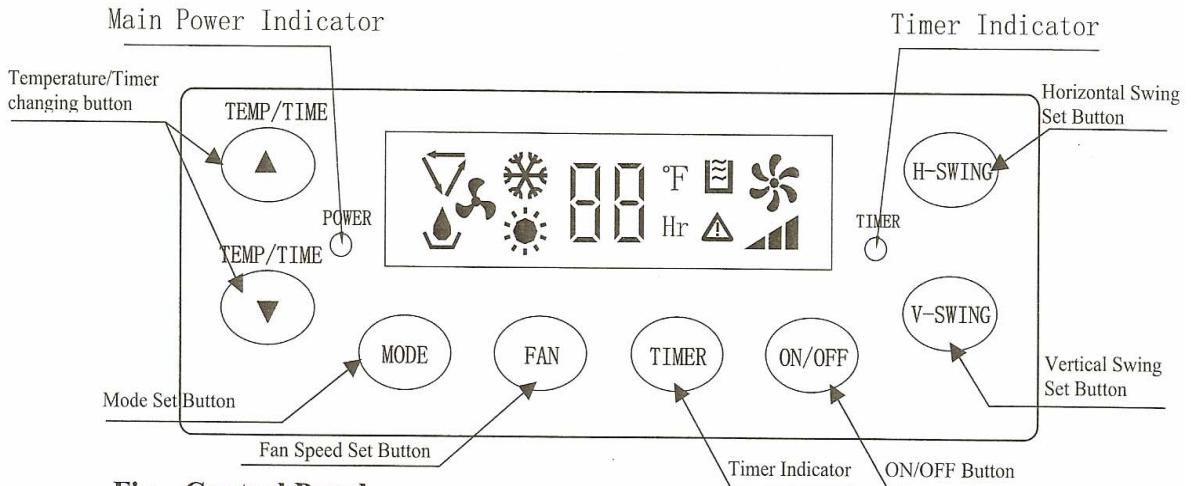 Main Power Indicator
Timer Indicator
Temperature/Timer
changing button
Horizontal Swing
Set Button
TEMP/TIME
▲
88
°F
Hr
H-SWING
POWER
TIMER
TEMP/TIME
▼
V-SWING
MODE
FAN
TIMER
ON/OFF
Vertical Swing
Set Button
Mode Set Button
Fan Speed Set Button
Timer Indicator
ON/OFF Button